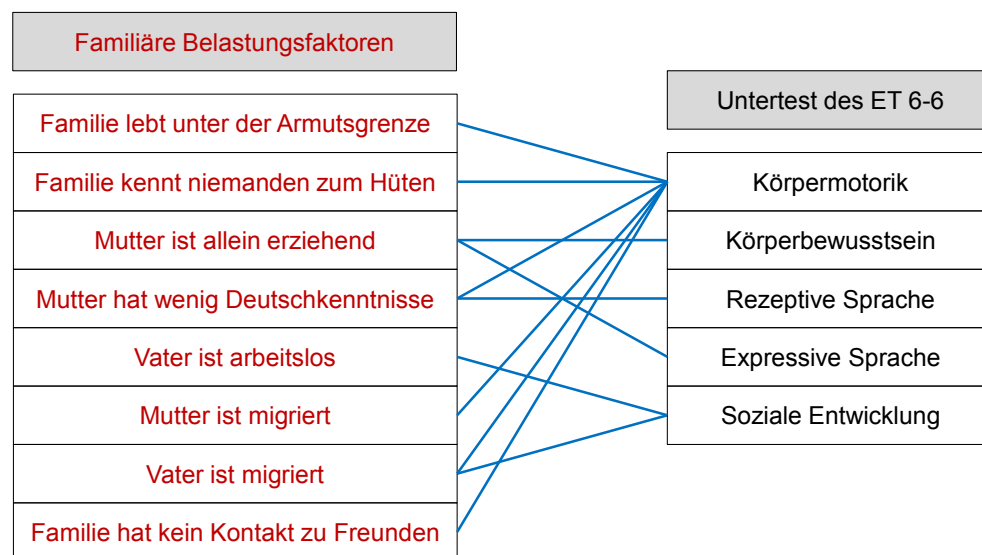 Familiäre Belastungsfaktoren
Familie lebt unter der Armutsgrenze
Familie kennt niemanden zum Hüten
Mutter ist allein erziehend
Mutter hat wenig Deutschkenntnisse
Vater ist arbeitslos
Mutter ist migriert
Vater ist migriert
Familie hat kein Kontakt zu Freunden
Untertest des ET 6-6
Körpermotorik
Körperbewusstsein
Rezeptive Sprache
Expressive Sprache
Soziale Entwicklung